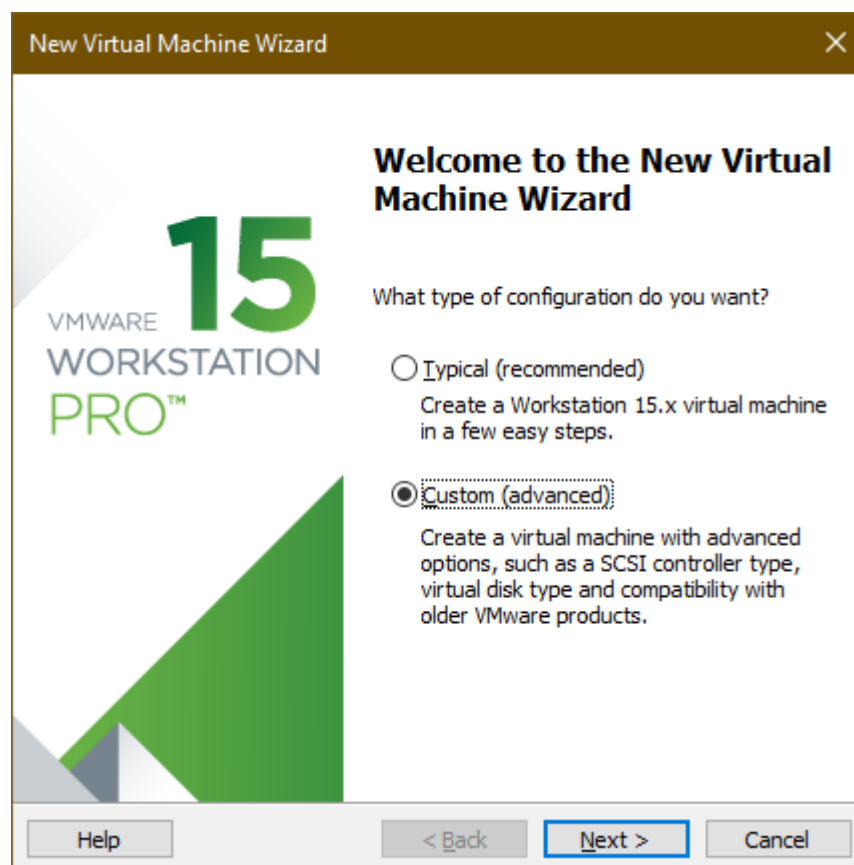 New Virtual Machine Wizard
Welcome to the New Virtual
Machine Wizard
15
VMWARE
WORKSTATION
PRO™
What type of configuration do you want?
Typical (recommended)
Create a Workstation 15.x virtual machine
in a few easy steps.
Custom (advanced)
Create a virtual machine with advanced
options, such as a SCSI controller type,
virtual disk type and compatibility with
older VMware products.
Help
< Back
Next >
Cancel